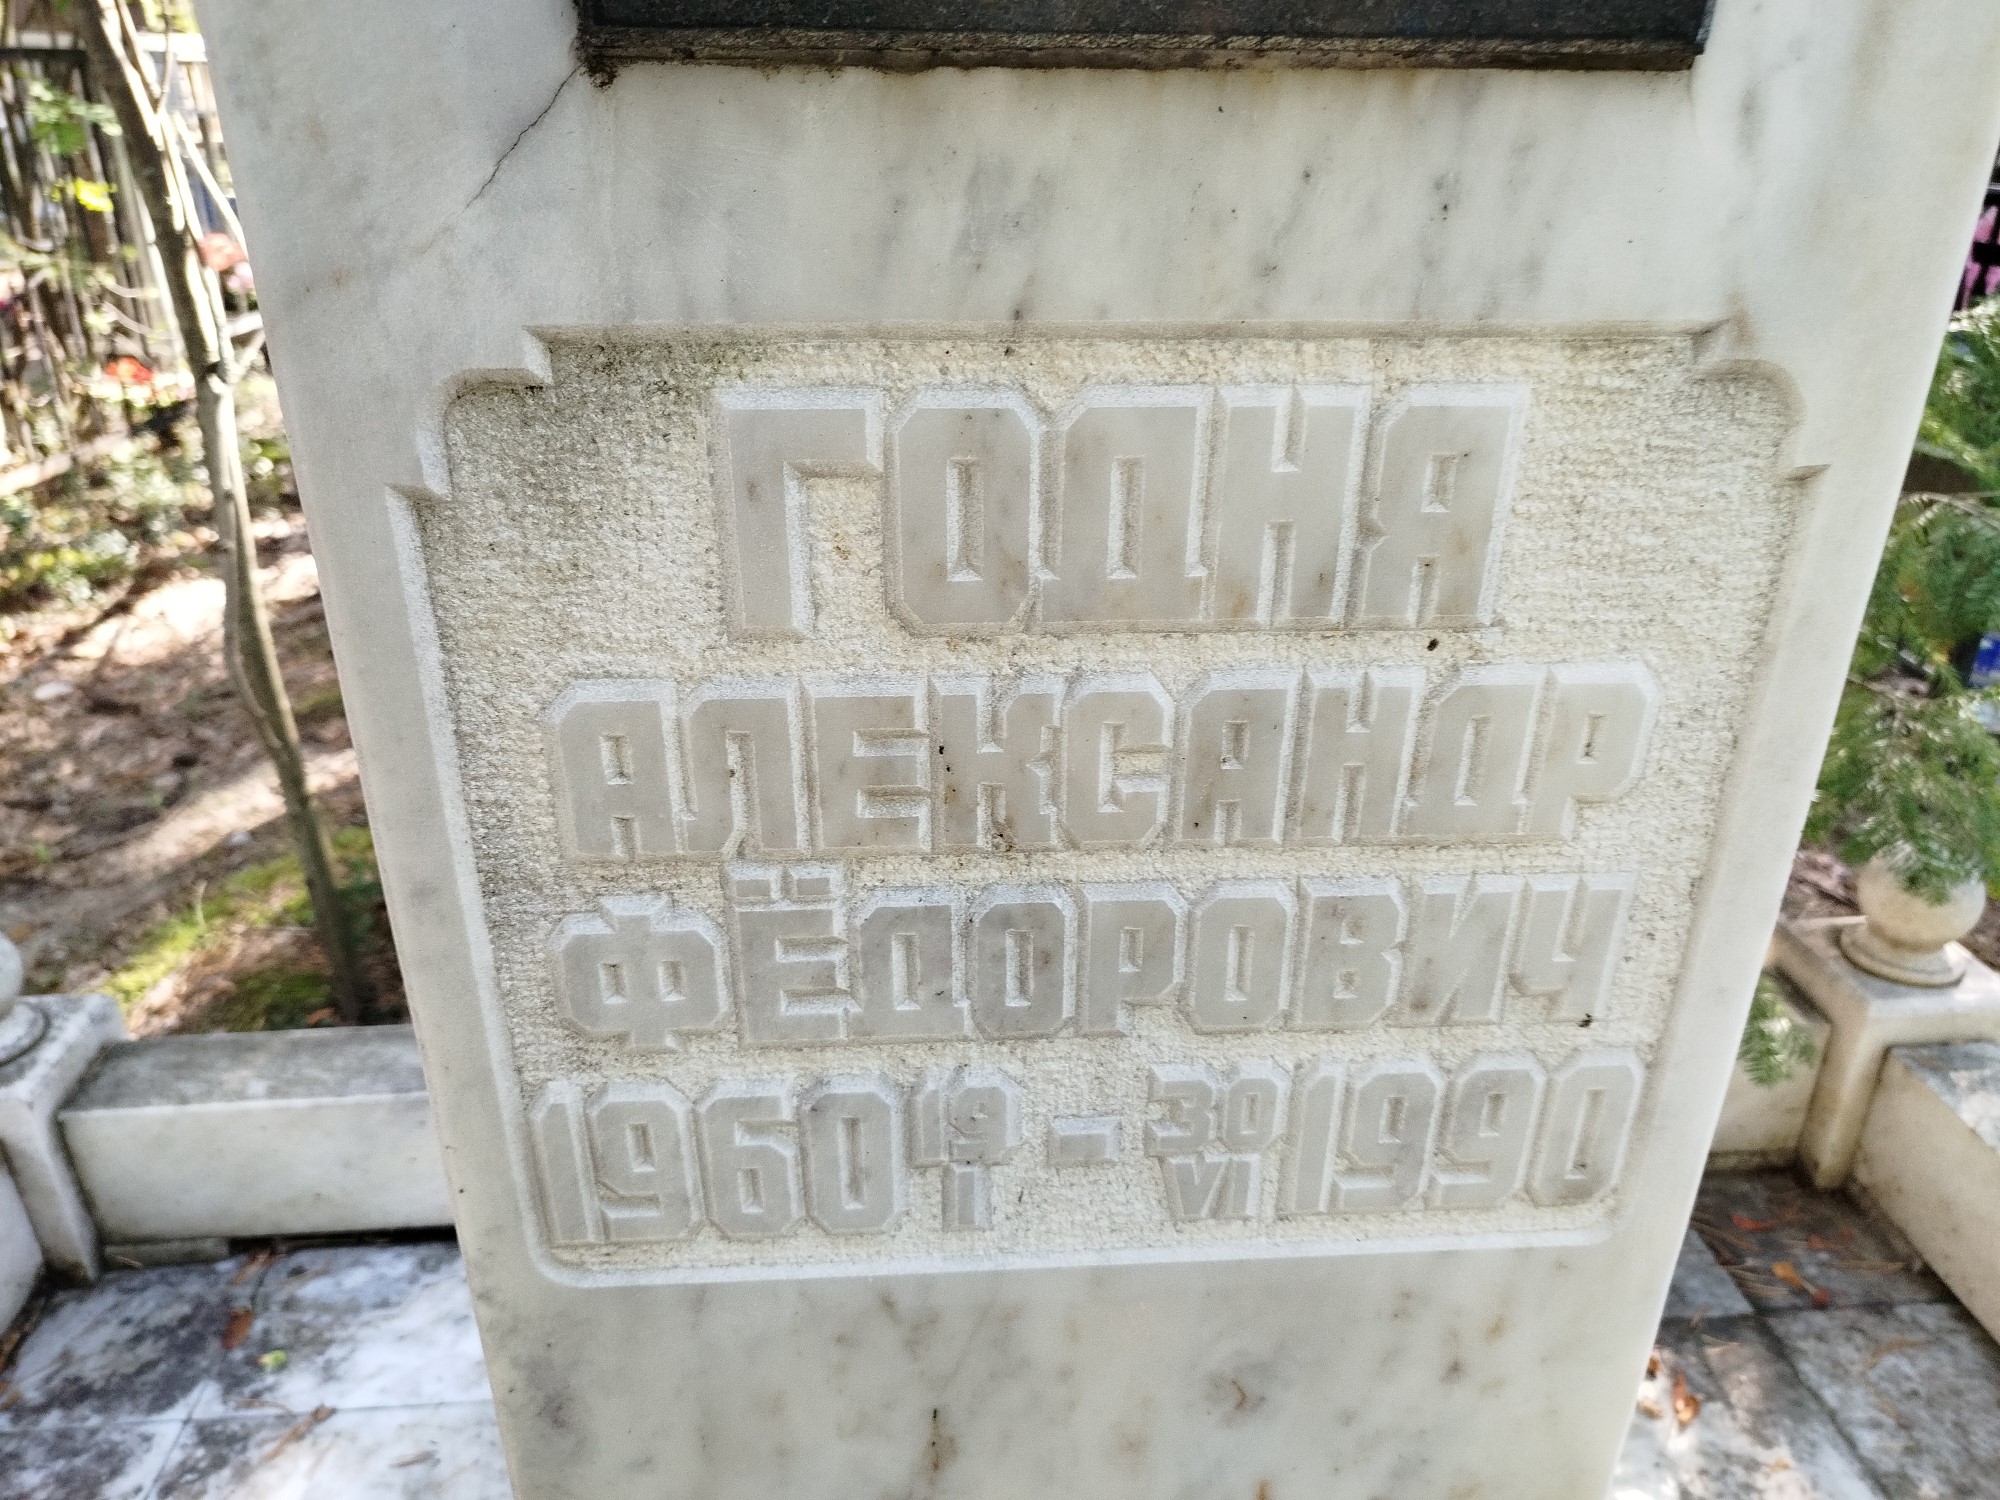 ГОДНЯ
АЛЕКСАНДР
ФЁДОРОВИЧ
1960 19 I – 30 VI 1990